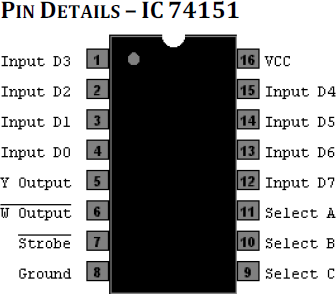 PIN DETAILS – IC 74151
Input D3 1 16 VCC
Input D2 2 15 Input D4
Input D1 3 14 Input D5
Input D0 4 13 Input D6
Y Output 5 12 Input D7
W Output 6 11 Select A
Strobe 7 10 Select B
Ground 8 9 Select C